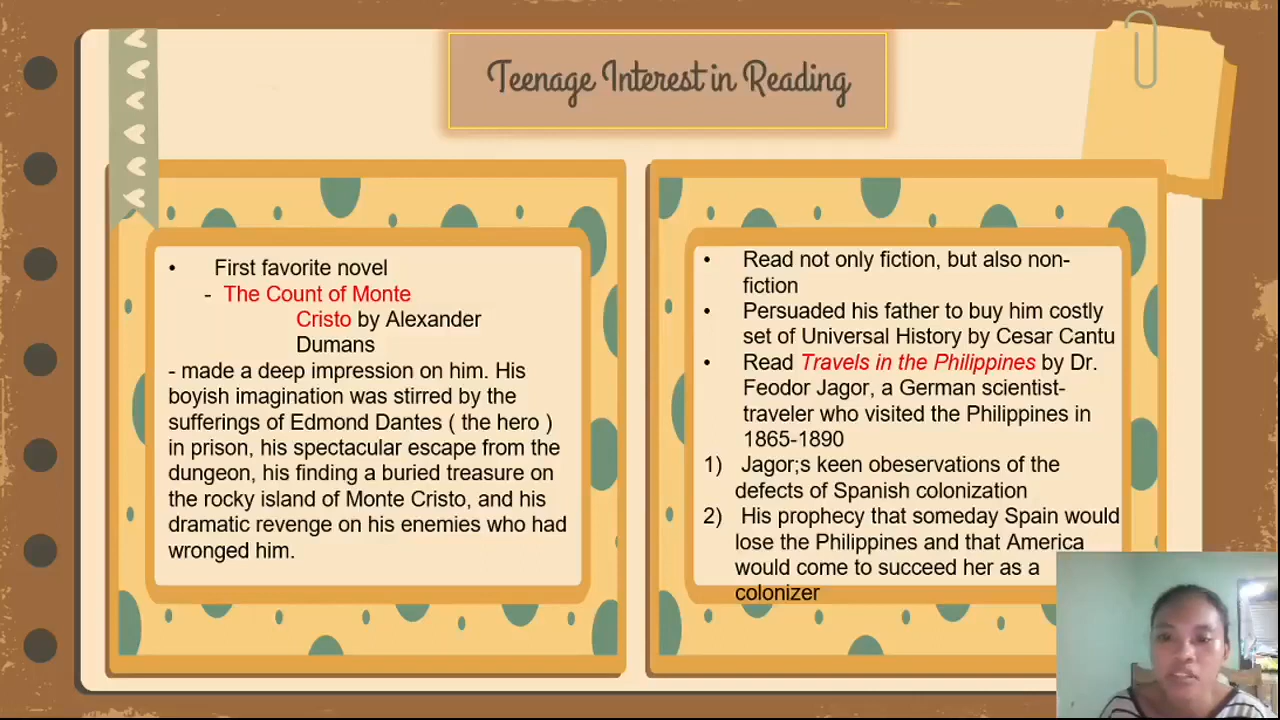 Teenage Interest in Reading
• First favorite novel
- The Count of Monte
Cristo by Alexander
Dumans
- made a deep impression on him. His
boyish imagination was stirred by the
sufferings of Edmond Dantes ( the hero )
in prison, his spectacular escape from the
dungeon, his finding a buried treasure on
the rocky island of Monte Cristo, and his
dramatic revenge on his enemies who had
wronged him.
• Read not only fiction, but also non-
fiction
• Persuaded his father to buy him costly
set of Universal History by Cesar Cantu
• Read Travels in the Philippines by Dr.
Feodor Jagor, a German scientist-
traveler who visited the Philippines in
1865-1890
1) Jagor;s keen obeservations of the
defects of Spanish colonization
2) His prophecy that someday Spain would
lose the Philippines and that America
would come to succeed her as a
colonizer